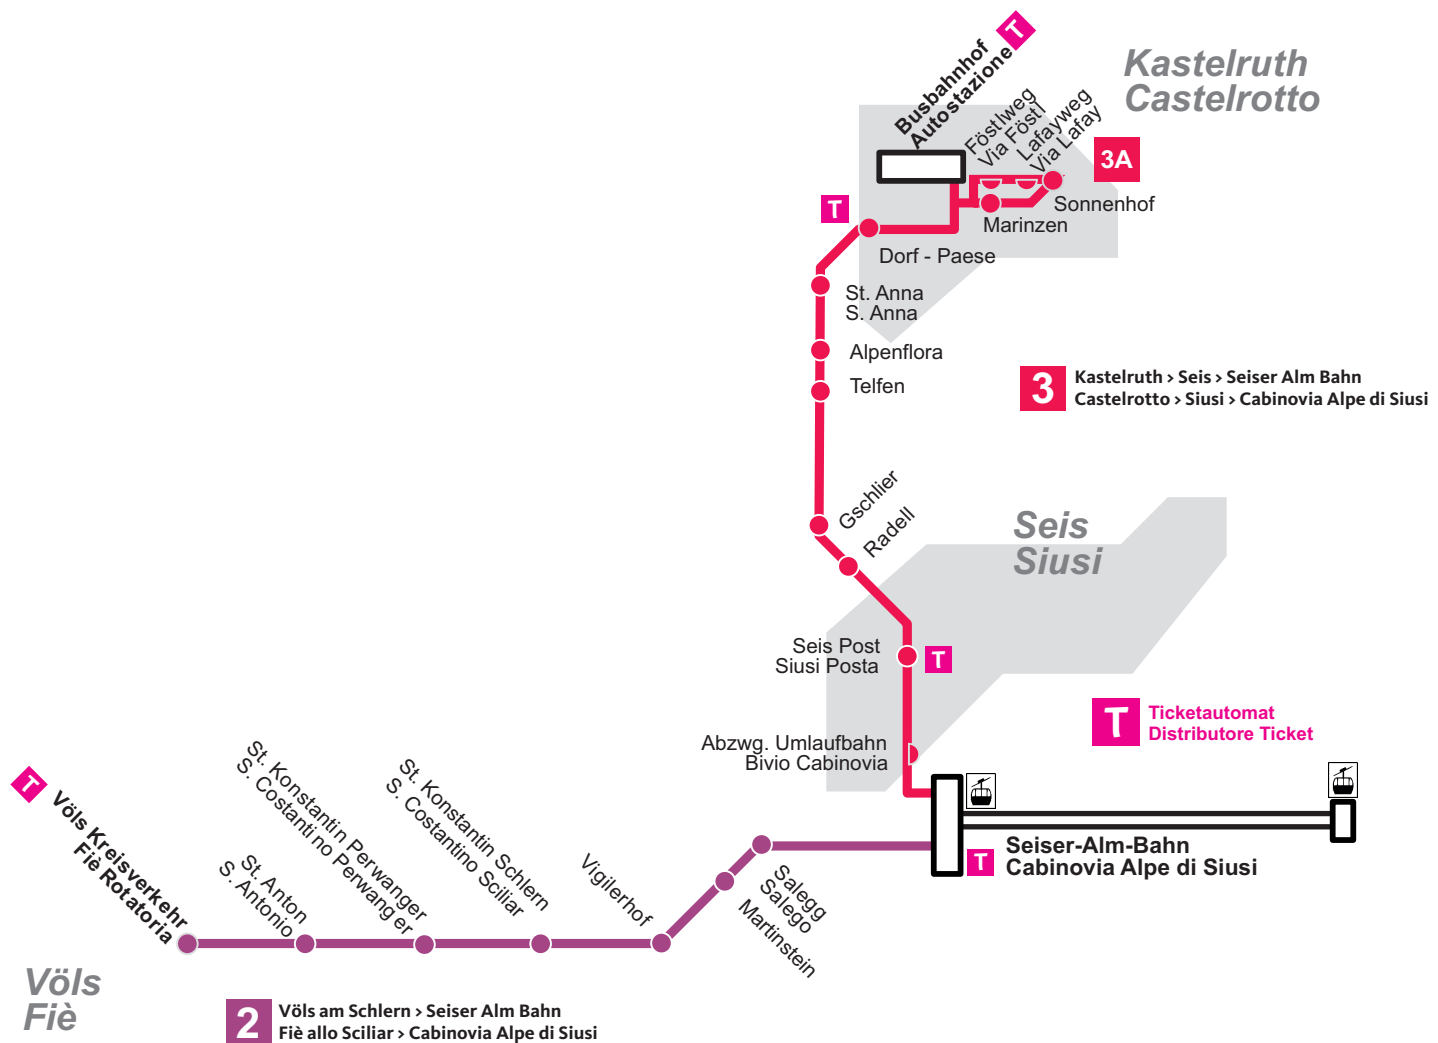 T
Busbahnhof
Autostazione
Kastelruth
Castelrotto
Föstlweg
Via Föstl
Lafayweg
Via Lafay
3A
Sonnenhof
Marinzen
T
Dorf - Paese
St. Anna
S. Anna
Alpenflora
Telfen
3
Kastelruth › Seis › Seiser Alm Bahn
Castelrotto › Siusi › Cabinovia Alpe di Siusi
Gschlier
Radell
Seis
Siusi
Seis Post
Siusi Posta
T
T
Ticketautomat
Distributore Ticket
Abzwg. Umlaufbahn
Bivio Cabinovia
T
Seiser-Alm-Bahn
Cabinovia Alpe di Siusi
T
Völs Kreisverkehr
Fiè Rotatoria
St. Anton
S. Antonio
St. Konstantin Perwanger
S. Costantino Perwanger
St. Konstantin Schlern
S. Costantino Sciliar
Vigilerhof
Salegg
Salego
Martinstein
Völs
Fiè
2
Völs am Schlern › Seiser Alm Bahn
Fiè allo Sciliar › Cabinovia Alpe di Siusi